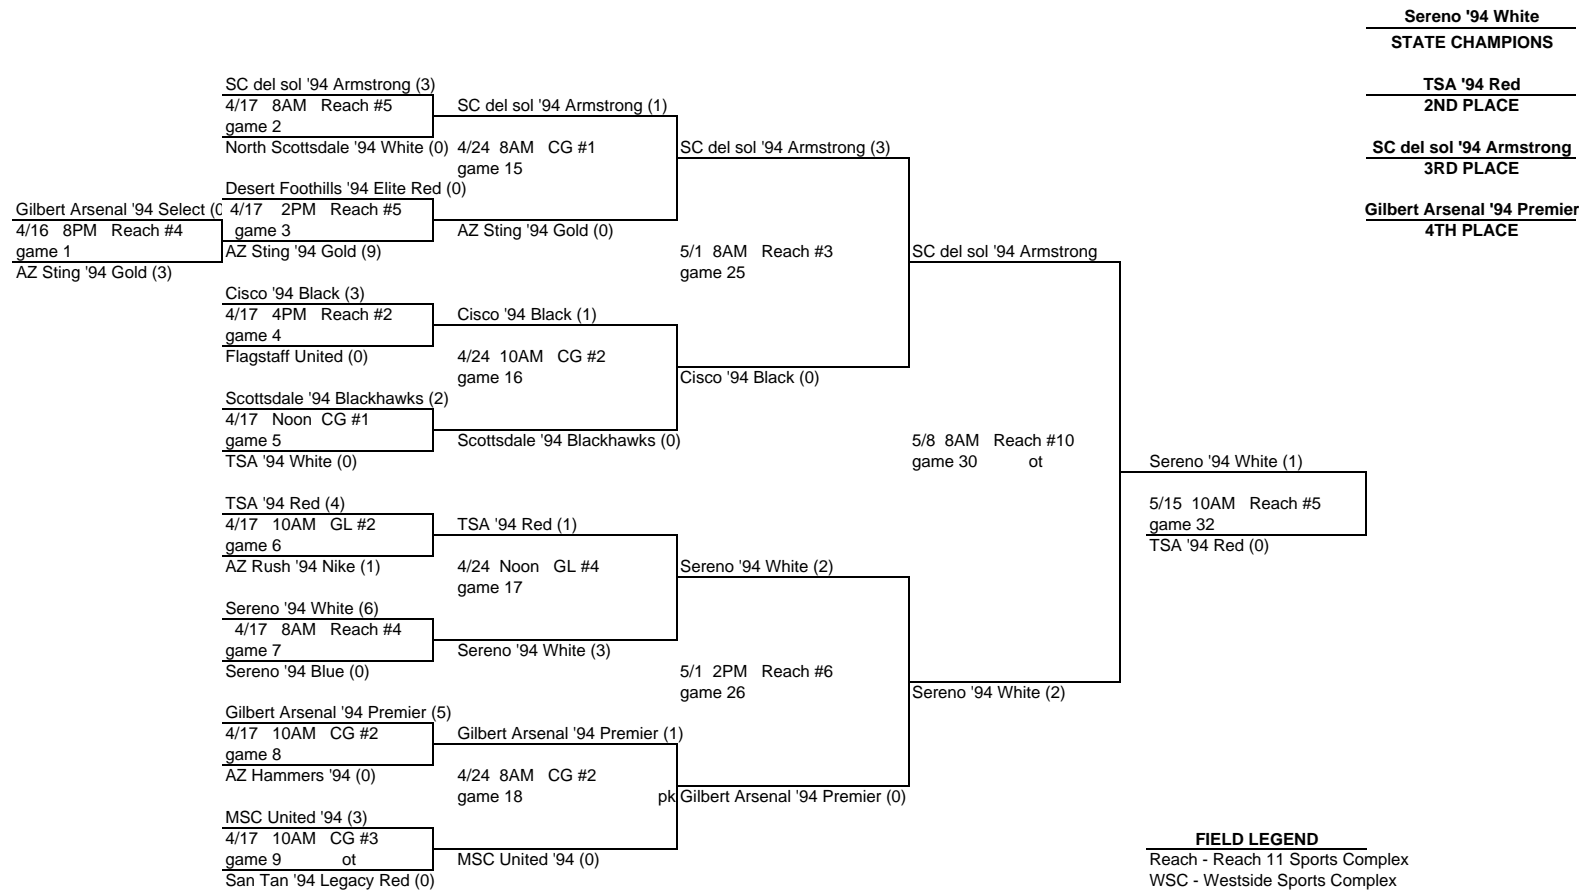 Sereno '94 White
STATE CHAMPIONS
TSA '94 Red
2ND PLACE
SC del sol '94 Armstrong
3RD PLACE
Gilbert Arsenal '94 Premier
4TH PLACE
Gilbert Arsenal '94 Select (0
4/16 8PM Reach #4
game 1
AZ Sting '94 Gold (3)
SC del sol '94 Armstrong (3)
4/17 8AM Reach #5
game 2
North Scottsdale '94 White (0)
Desert Foothills '94 Elite Red (0)
4/17 2PM Reach #5
game 3
AZ Sting '94 Gold (9)
Cisco '94 Black (3)
4/17 4PM Reach #2
game 4
Flagstaff United (0)
Scottsdale '94 Blackhawks (2)
4/17 Noon CG #1
game 5
TSA '94 White (0)
TSA '94 Red (4)
4/17 10AM GL #2
game 6
AZ Rush '94 Nike (1)
Sereno '94 White (6)
4/17 8AM Reach #4
game 7
Sereno '94 Blue (0)
Gilbert Arsenal '94 Premier (5)
4/17 10AM CG #2
game 8
AZ Hammers '94 (0)
MSC United '94 (3)
4/17 10AM CG #3
game 9 ot
San Tan '94 Legacy Red (0)
SC del sol '94 Armstrong (1)
4/24 8AM CG #1
game 15
AZ Sting '94 Gold (0)
Cisco '94 Black (1)
4/24 10AM CG #2
game 16
Scottsdale '94 Blackhawks (0)
TSA '94 Red (1)
4/24 Noon GL #4
game 17
Sereno '94 White (3)
Gilbert Arsenal '94 Premier (1)
4/24 8AM CG #2
game 18
MSC United '94 (0)
SC del sol '94 Armstrong (3)
5/1 8AM Reach #3
game 25
Cisco '94 Black (0)
Sereno '94 White (2)
5/1 2PM Reach #6
game 26
pk Gilbert Arsenal '94 Premier (0)
SC del sol '94 Armstrong
5/8 8AM Reach #10
game 30 ot
Sereno '94 White (2)
Sereno '94 White (1)
5/15 10AM Reach #5
game 32
TSA '94 Red (0)
FIELD LEGEND
Reach - Reach 11 Sports Complex
WSC - Westside Sports Complex